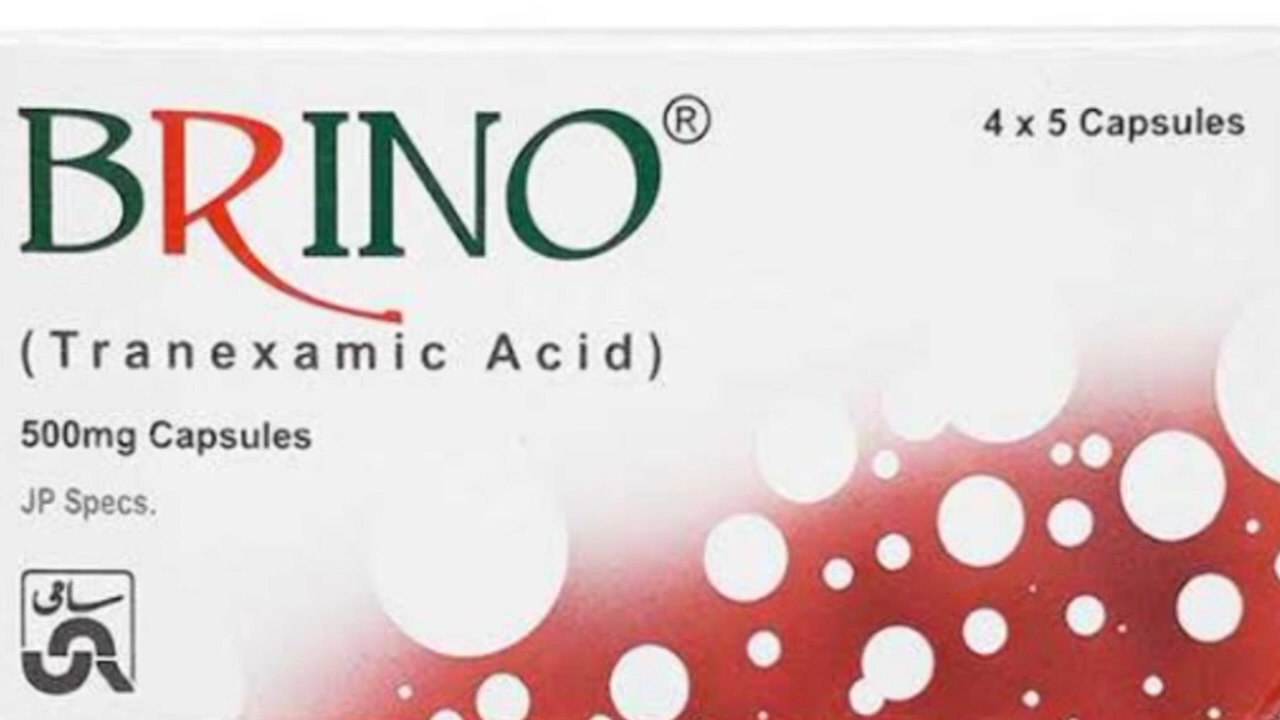 BRINO®
4 x 5 Capsules
(Tranexamic Acid)
500mg Capsules
JP Specs.
سامی